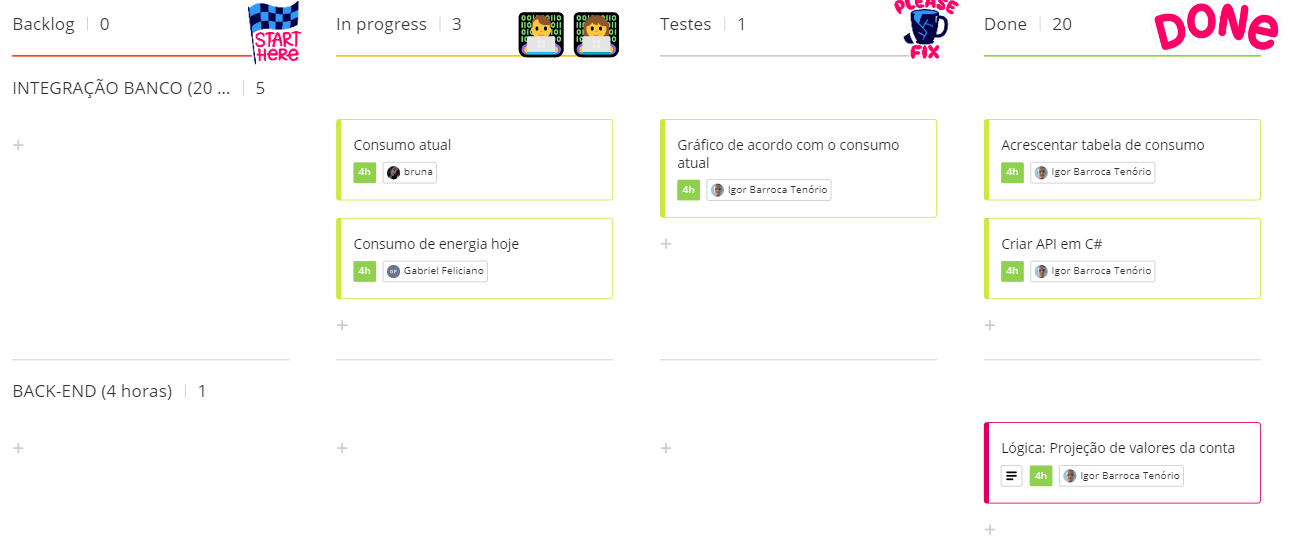 Backlog 0
START HERE
In progress 3
Testes 1
PLEASE FIX
Done 20
DONe
INTEGRAÇÃO BANCO (20 ... 5
Consumo atual
4h bruna
Consumo de energia hoje
4h GF Gabriel Feliciano
Gráfico de acordo com o consumo
atual
4h Igor Barroca Tenório
Acrescentar tabela de consumo
4h Igor Barroca Tenório
Criar API em C#
4h Igor Barroca Tenório
BACK-END (4 horas) 1
Lógica: Projeção de valores da conta
4h Igor Barroca Tenório